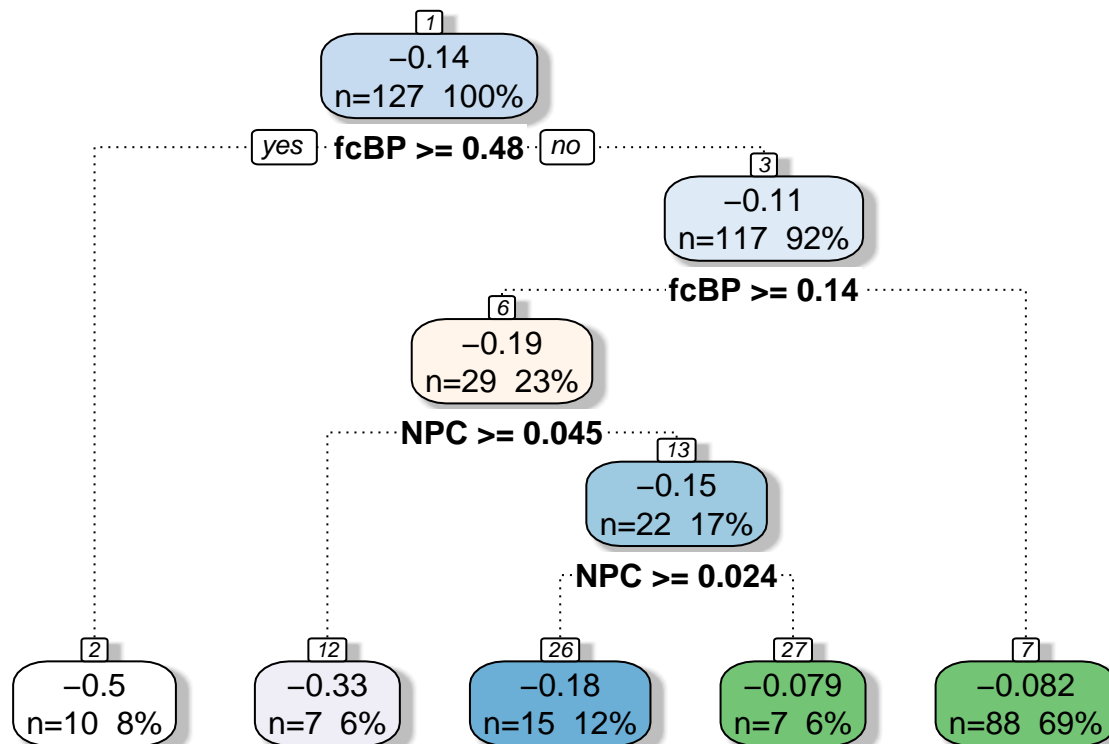 1
−0.14
n=127 100%
yes fcBP >= 0.48 no
3
−0.11
n=117 92%
fcBP >= 0.14
6
−0.19
n=29 23%
NPC >= 0.045
13
−0.15
n=22 17%
NPC >= 0.024
2
−0.5
n=10 8%
12
−0.33
n=7 6%
26
−0.18
n=15 12%
27
−0.079
n=7 6%
7
−0.082
n=88 69%